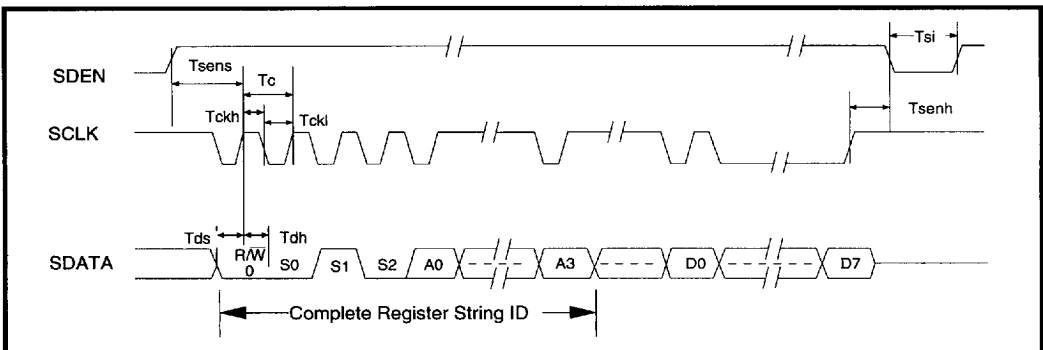 Tsi
SDEN
Tsens
Tc
Tsenh
Tckh
Tckl
SCLK
Tds
Tdh
SDATA
R/W̅
0
S0
S1
S2
A0
A3
D0
D7
Complete Register String ID